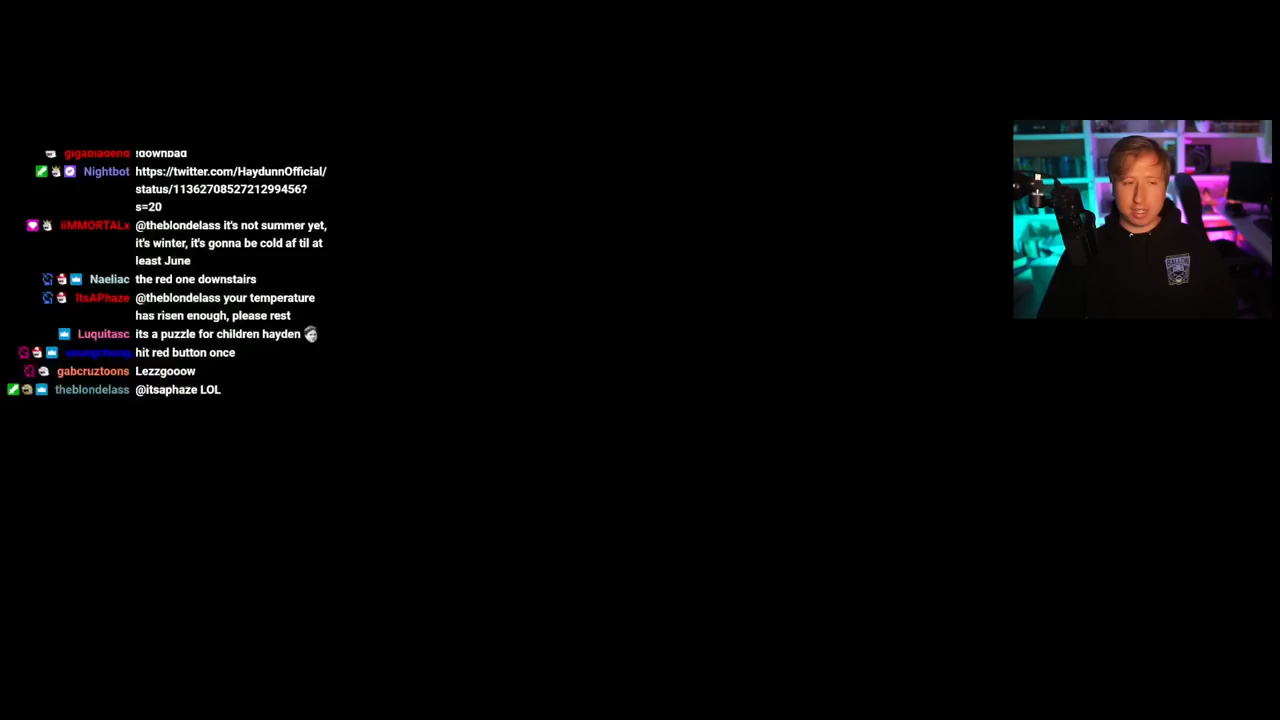 gigabiageng !downbad
Nightbot https://twitter.com/HaydunnOfficial/
status/1136270852721299456?
s=20
iiMMORTALx @theblondelass it's not summer yet,
it's winter, it's gonna be cold af til at
least June
Naeliac the red one downstairs
ItsAPhaze @theblondelass your temperature
has risen enough, please rest
Luquitasc its a puzzle for children hayden
hit red button once
gabcruztoons Lezzgooow
theblondelass @itsaphaze LOL